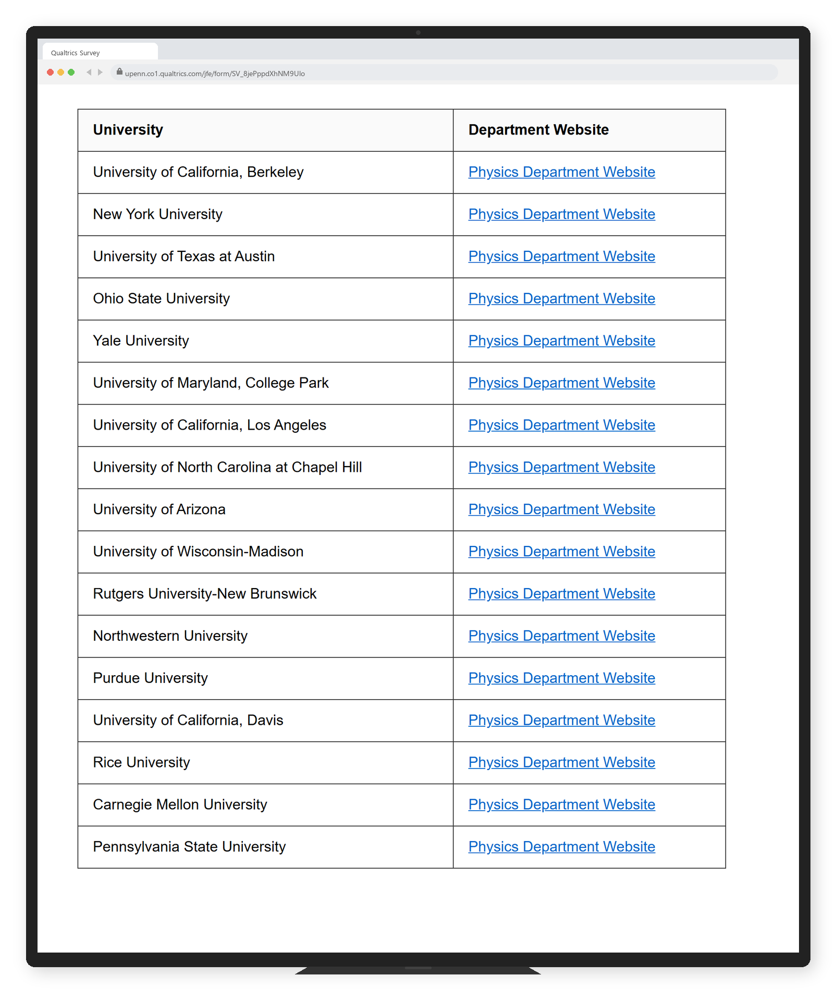 Qualtrics Survey
upenn.co1.qualtrics.com/jfe/form/SV_8jePppdXhNM9Ulo
University Department Website
University of California, Berkeley Physics Department Website
New York University Physics Department Website
University of Texas at Austin Physics Department Website
Ohio State University Physics Department Website
Yale University Physics Department Website
University of Maryland, College Park Physics Department Website
University of California, Los Angeles Physics Department Website
University of North Carolina at Chapel Hill Physics Department Website
University of Arizona Physics Department Website
University of Wisconsin-Madison Physics Department Website
Rutgers University-New Brunswick Physics Department Website
Northwestern University Physics Department Website
Purdue University Physics Department Website
University of California, Davis Physics Department Website
Rice University Physics Department Website
Carnegie Mellon University Physics Department Website
Pennsylvania State University Physics Department Website